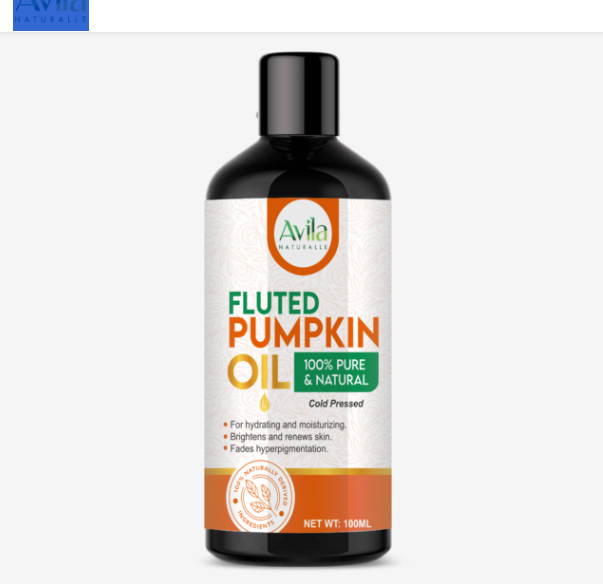 Avila
NATURALLE
Avila
NATURALLE
FLUTED
PUMPKIN
OIL
100% PURE
& NATURAL
Cold Pressed
• For hydrating and moisturizing.
• Brightens and renews skin.
• Fades hyperpigmentation.
100% NATURALLY DERIVED
INGREDIENTS
NET WT: 100ML